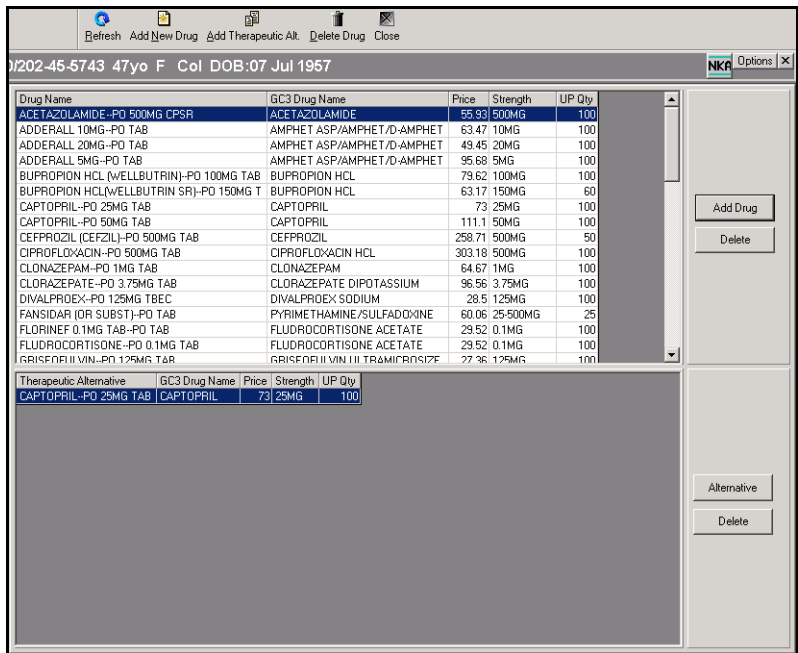 Refresh Add New Drug Add Therapeutic Alt. Delete Drug Close
0/202-45-5743 47yo F Col DOB:07 Jul 1957 NKA Options
Drug Name GC3 Drug Name Price Strength UP Qty
ACETAZOLAMIDE--PO 500MG CPSR ACETAZOLAMIDE 55.93 500MG 100
ADDERALL 10MG--PO TAB AMPHET ASP/AMPHET/D-AMPHET 63.47 10MG 100
ADDERALL 20MG--PO TAB AMPHET ASP/AMPHET/D-AMPHET 49.45 20MG 100
ADDERALL 5MG--PO TAB AMPHET ASP/AMPHET/D-AMPHET 95.68 5MG 100
BUPROPION HCL (WELLBUTRIN)--PO 100MG TAB BUPROPION HCL 79.62 100MG 100
BUPROPION HCL(WELLBUTRIN SR)--PO 150MG T BUPROPION HCL 63.17 150MG 60
CAPTOPRIL--PO 25MG TAB CAPTOPRIL 73 25MG 100
CAPTOPRIL--PO 50MG TAB CAPTOPRIL 111.1 50MG 100
CEFPROZIL (CEFZIL)--PO 500MG TAB CEFPROZIL 258.71 500MG 50
CIPROFLOXACIN--PO 500MG TAB CIPROFLOXACIN HCL 303.18 500MG 100
CLONAZEPAM--PO 1MG TAB CLONAZEPAM 64.67 1MG 100
CLORAZEPATE--PO 3.75MG TAB CLORAZEPATE DIPOTASSIUM 96.56 3.75MG 100
DIVALPROEX--PO 125MG TBEC DIVALPROEX SODIUM 28.5 125MG 100
FANSIDAR (OR SUBST)--PO TAB PYRIMETHAMINE/SULFADOXINE 60.06 25-500MG 25
FLORINEF 0.1MG TAB--PO TAB FLUDROCORTISONE ACETATE 29.52 0.1MG 100
FLUDROCORTISONE--PO 0.1MG TAB FLUDROCORTISONE ACETATE 29.52 0.1MG 100
GRISEOFULVIN--PO 125MG TAB GRISEOFULVIN ULTRAMICROSIZE 27.36 125MG 100
Add Drug
Delete
Therapeutic Alternative GC3 Drug Name Price Strength UP Qty
CAPTOPRIL--PO 25MG TAB CAPTOPRIL 73 25MG 100
Alternative
Delete